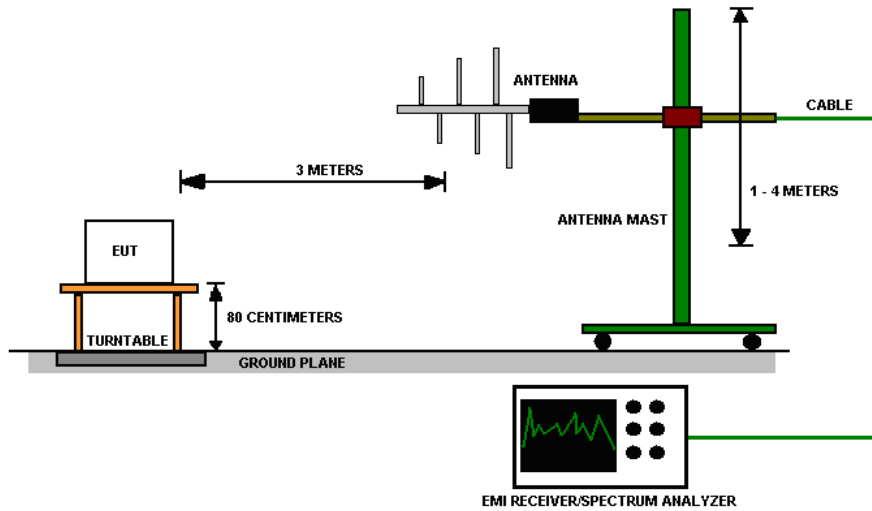 ANTENNA
CABLE
3 METERS
1 - 4 METERS
ANTENNA MAST
EUT
80 CENTIMETERS
TURNTABLE
GROUND PLANE
EMI RECEIVER/SPECTRUM ANALYZER